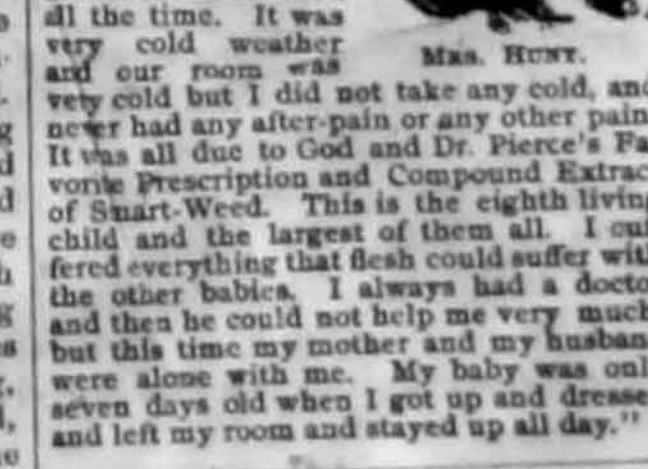 all the time. It was
very cold weather
and our room was
MRS. HUNT.
very cold but I did not take any cold, and
never had any after-pain or any other pain
It was all due to God and Dr. Pierce's Fa
vorite Prescription and Compound Extrac
of Smart-Weed. This is the eighth living
child and the largest of them all. I suf
fered everything that flesh could suffer with
the other babies. I always had a docto
and then he could not help me very much
but this time my mother and my husban
were alone with me. My baby was onl
seven days old when I got up and dresse
and left my room and stayed up all day."